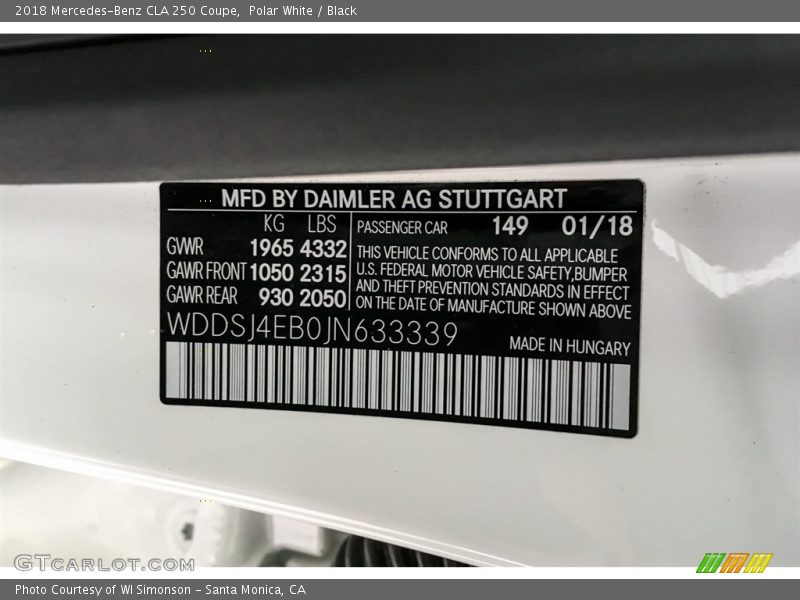 2018 Mercedes-Benz CLA 250 Coupe, Polar White / Black
MFD BY DAIMLER AG STUTTGART
KG LBS
GVWR 1965 4332
GAWR FRONT 1050 2315
GAWR REAR 930 2050
PASSENGER CAR 149 01/18
THIS VEHICLE CONFORMS TO ALL APPLICABLE
U.S. FEDERAL MOTOR VEHICLE SAFETY,BUMPER
AND THEFT PREVENTION STANDARDS IN EFFECT
ON THE DATE OF MANUFACTURE SHOWN ABOVE
WDDSJ4EB0JN633339
MADE IN HUNGARY
GTcarlot.com
Photo Courtesy of WI Simonson - Santa Monica, CA